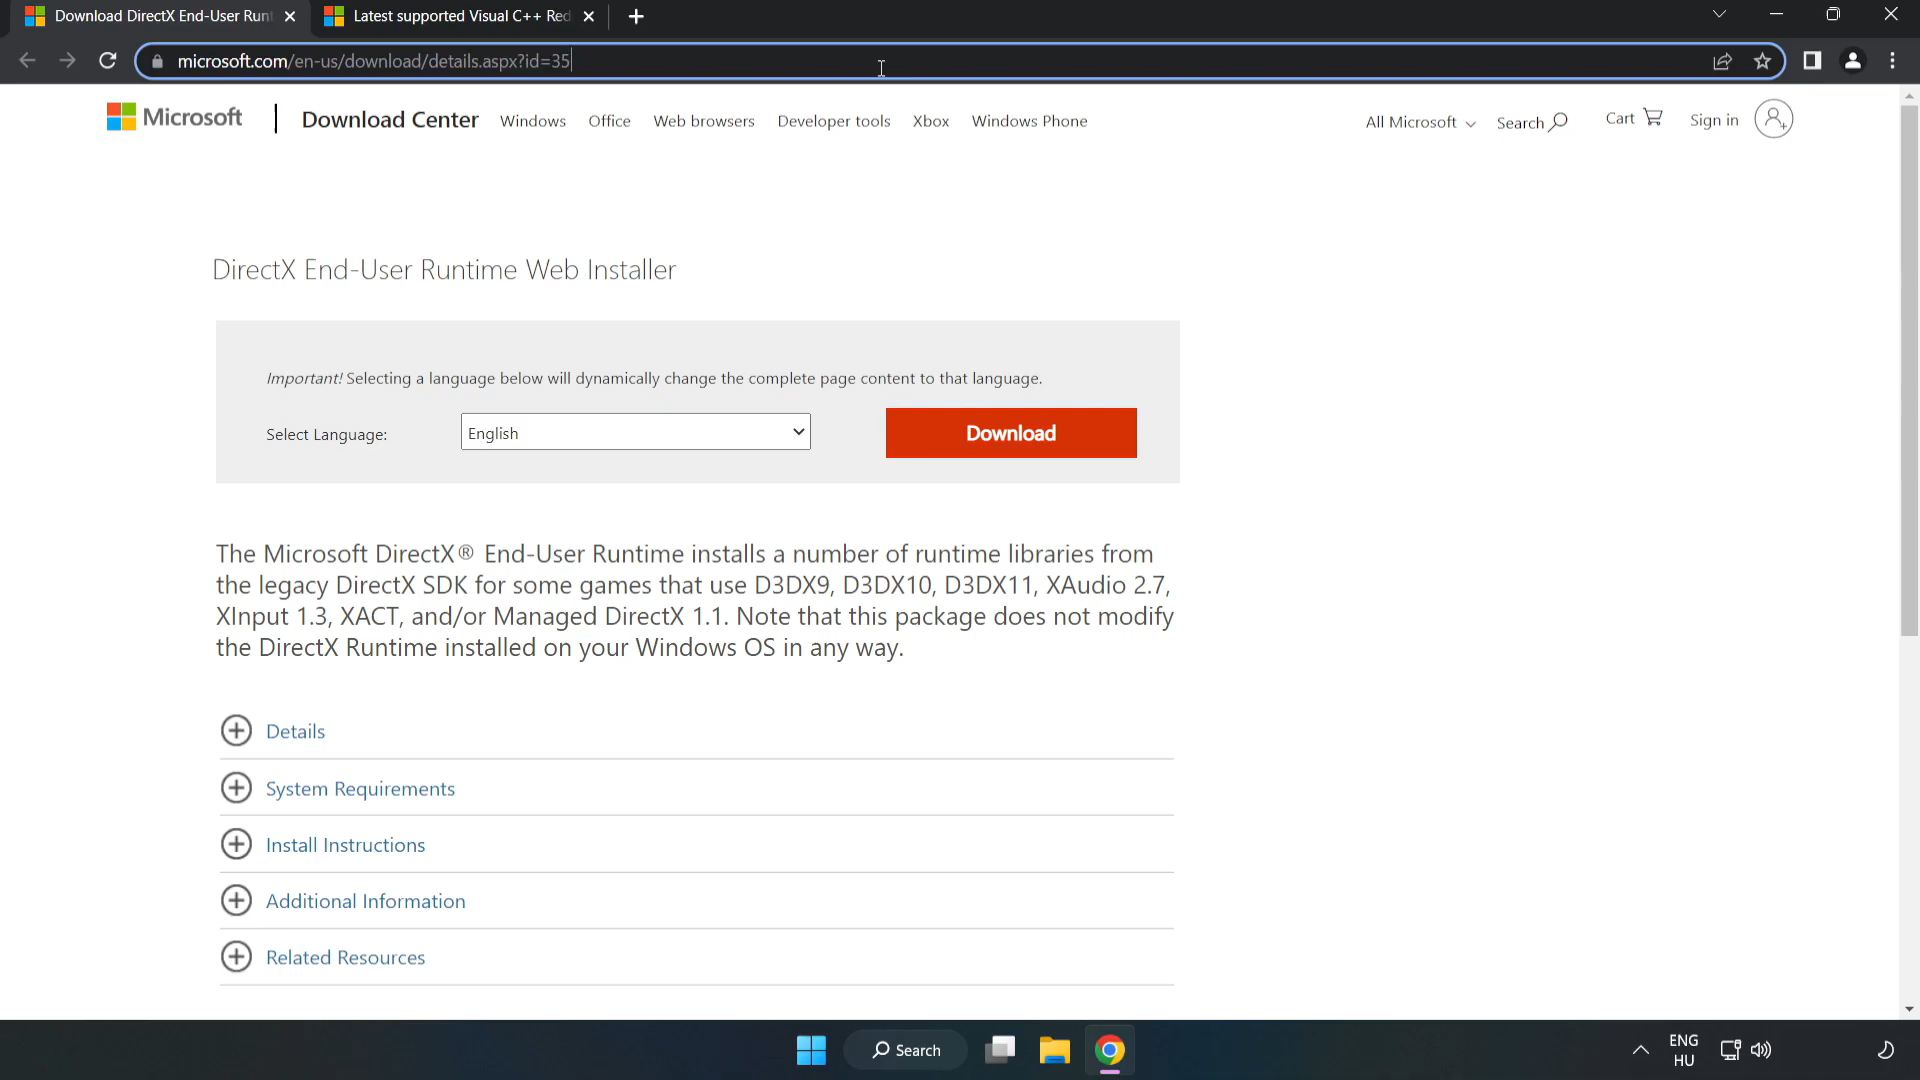 Download DirectX End-User Runt
Latest supported Visual C++ Red
microsoft.com/en-us/download/details.aspx?id=35
Microsoft
Download Center
Windows
Office
Web browsers
Developer tools
Xbox
Windows Phone
All Microsoft
Search
Cart
Sign in
DirectX End-User Runtime Web Installer
Important! Selecting a language below will dynamically change the complete page content to that language.
Select Language:
English
Download
The Microsoft DirectX® End-User Runtime installs a number of runtime libraries from
the legacy DirectX SDK for some games that use D3DX9, D3DX10, D3DX11, XAudio 2.7,
XInput 1.3, XACT, and/or Managed DirectX 1.1. Note that this package does not modify
the DirectX Runtime installed on your Windows OS in any way.
Details
System Requirements
Install Instructions
Additional Information
Related Resources
Search
ENG
HU